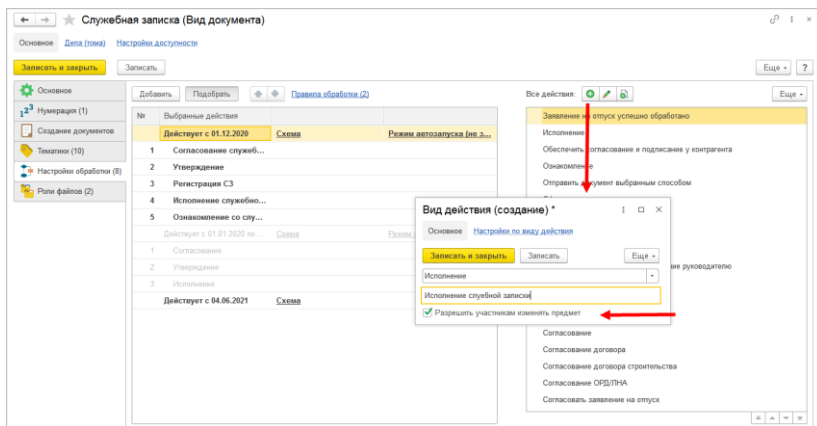 Служебная записка (Вид документа)
Основное Дела (тома) Настройки доступности
Записать и закрыть Записать Еще ?
Основное
Нумерация (1)
Создание документов
Тематики (10)
Настройки обработки (8)
Роли файлов (2)
Добавить Подобрать Правила обработки (2)
Все действия: Еще
№ Выбранные действия
Действует с 01.12.2020 Схема Режим автозапуска (не з...
1 Согласование служеб...
2 Утверждение
3 Регистрация СЗ
4 Исполнение служебно...
5 Ознакомление со слу...
Действует с 01.01.2020 по ... Схема Режим
1 Согласование
2 Утверждение
3 Исполнение
Действует с 04.06.2021 Схема
Заявление на отпуск успешно обработано
Исполнение
Обеспечить согласование и подписание у контрагента
Ознакомление
Отправить документ выбранным способом
Вид действия (создание) *
Основное Настройки по виду действия
Записать и закрыть Записать Еще
Исполнение
Исполнение слуебной записки
Разрешить участникам изменять предмет
ие руководителю
Согласование
Согласование договора
Согласование договора строительства
Согласование ОРД/ЛНА
Согласовать заявление на отпуск